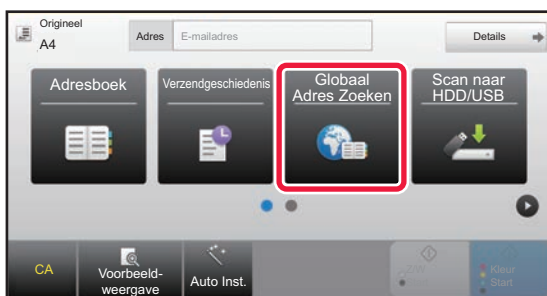 Origineel
A4
Adres
E-mailadres
Details
Adresboek
Verzendgeschiedenis
Globaal
Adres Zoeken
Scan naar
HDD/USB
CA
Voorbeeld-
weergave
Auto Inst.
Z/W
Start
Kleur
Start